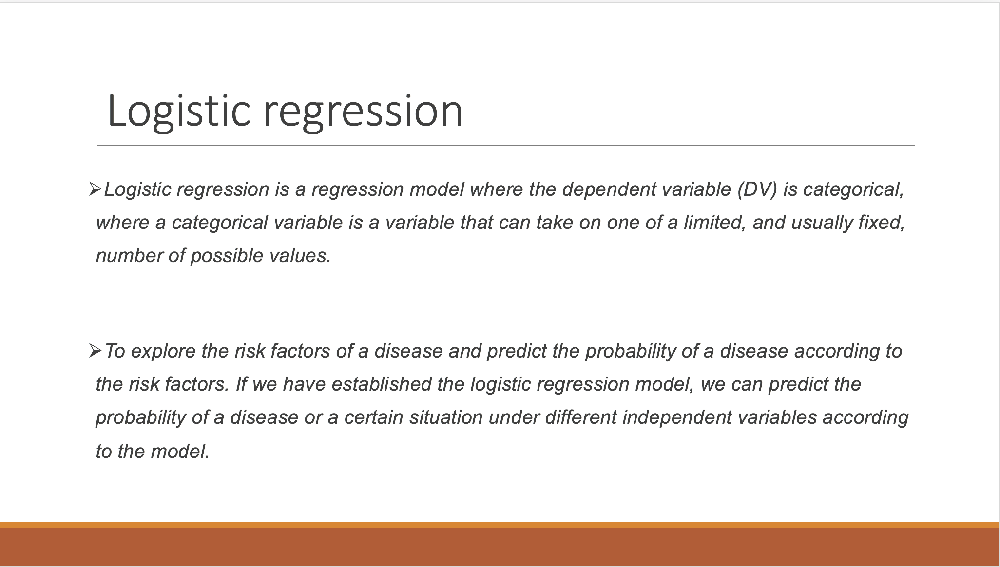 Logistic regression
➢Logistic regression is a regression model where the dependent variable (DV) is categorical,
where a categorical variable is a variable that can take on one of a limited, and usually fixed,
number of possible values.
➢To explore the risk factors of a disease and predict the probability of a disease according to
the risk factors. If we have established the logistic regression model, we can predict the
probability of a disease or a certain situation under different independent variables according
to the model.